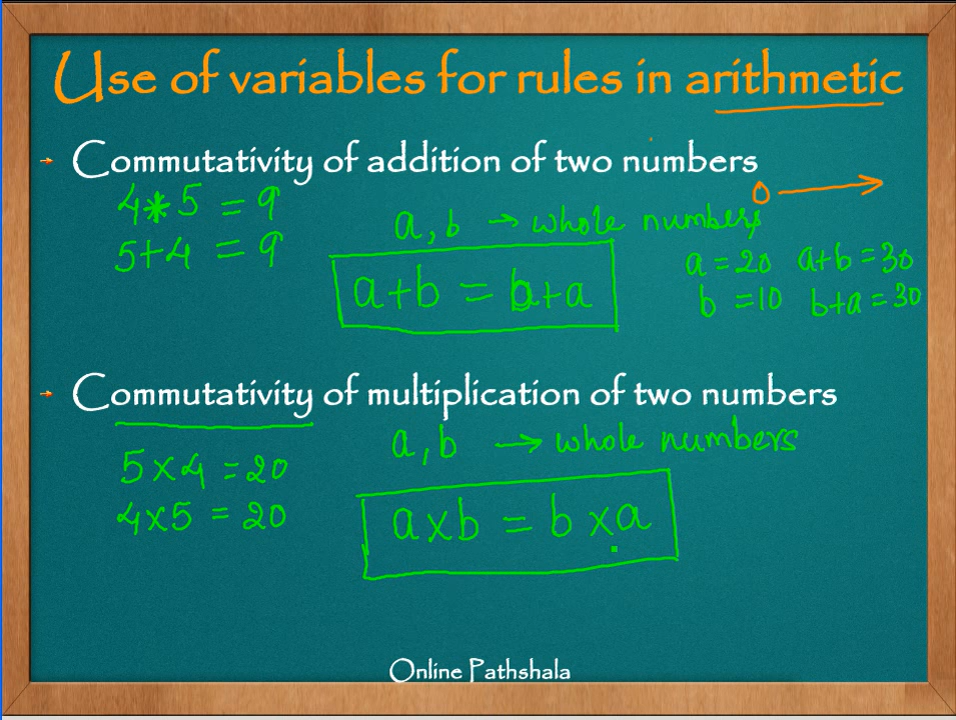 Use of variables for rules in arithmetic
Commutativity of addition of two numbers
4*5 = 9
5+4 = 9
0
a, b → whole numbers
a+b = b+a
a = 20 a+b = 30
b = 10 b+a = 30
Commutativity of multiplication of two numbers
a, b → whole numbers
5×4 = 20
4×5 = 20
a×b = b×a
Online Pathshala